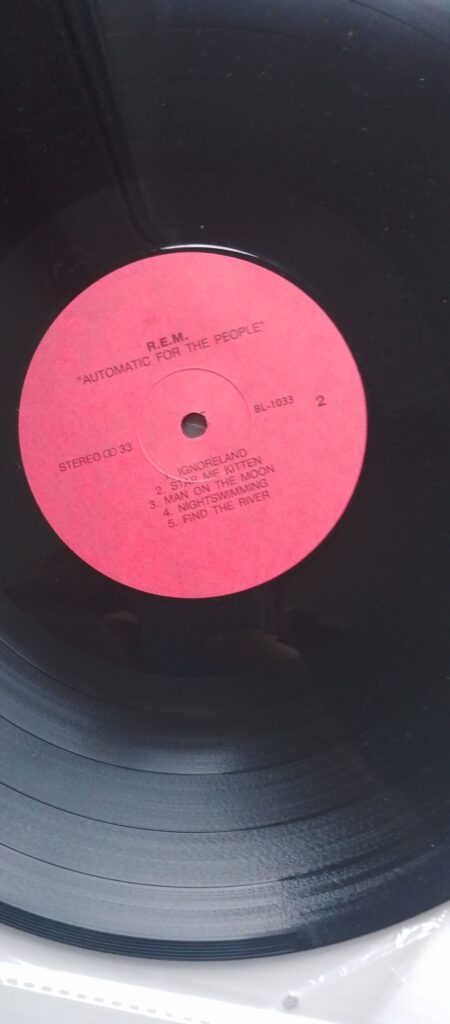 R.E.M.
"AUTOMATIC FOR THE PEOPLE"
BL-1033 2
STEREO 33
1. IGNORELAND
2. STAR ME KITTEN
3. MAN ON THE MOON
4. NIGHTSWIMMING
5. FIND THE RIVER